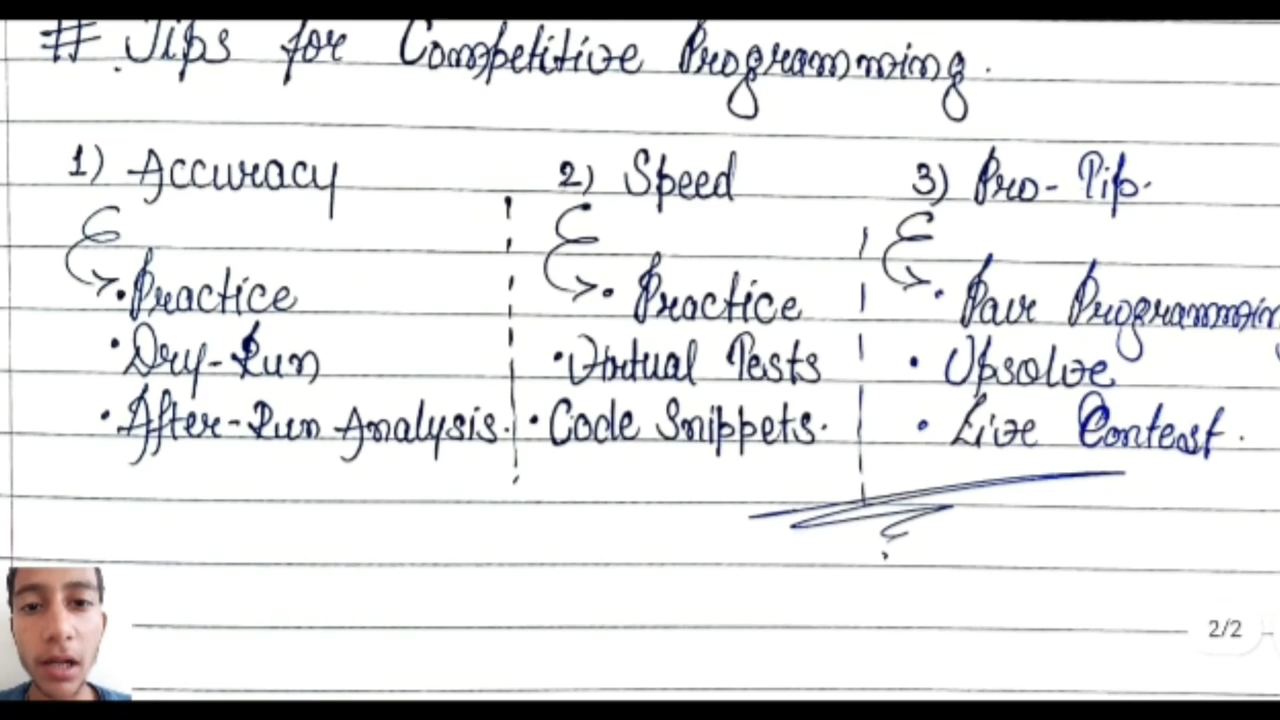 # Tips for Competitive Programming.
1) Accuracy 2) Speed 3) Pro-Tip.
• Practice • Practice • Pair Programming
• Dry-Run • Virtual Tests • Upsolve
• After-Run Analysis. • Code Snippets. • Live Contest.
2/2